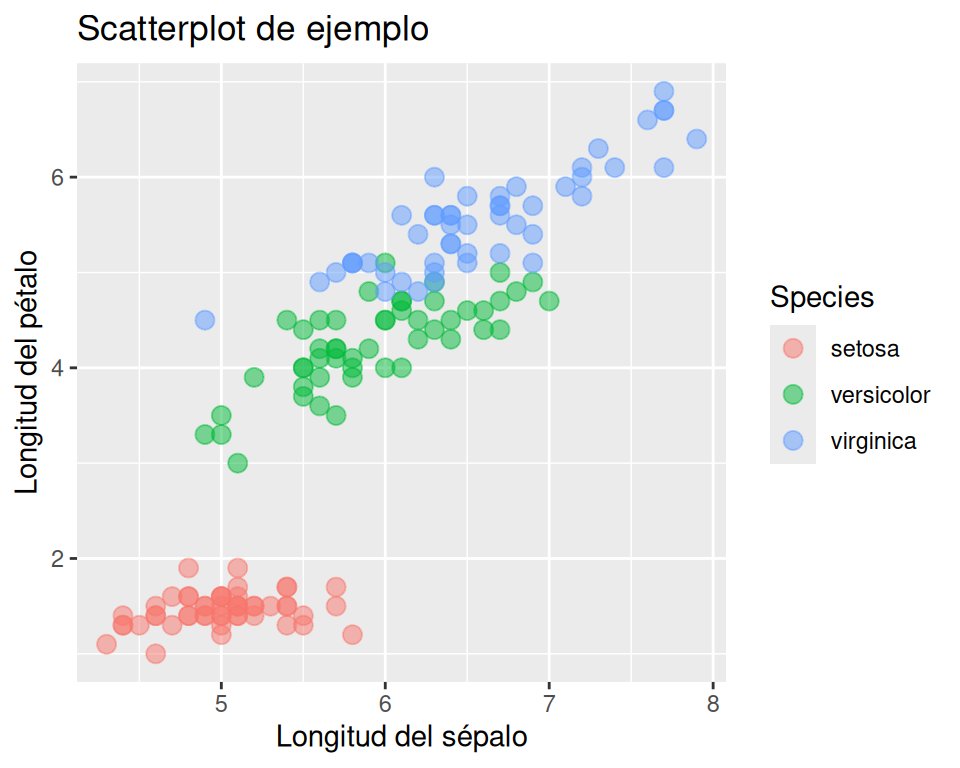 Scatterplot de ejemplo
6
4
2
Longitud del pétalo
5 6 7 8
Longitud del sépalo
Species
setosa
versicolor
virginica